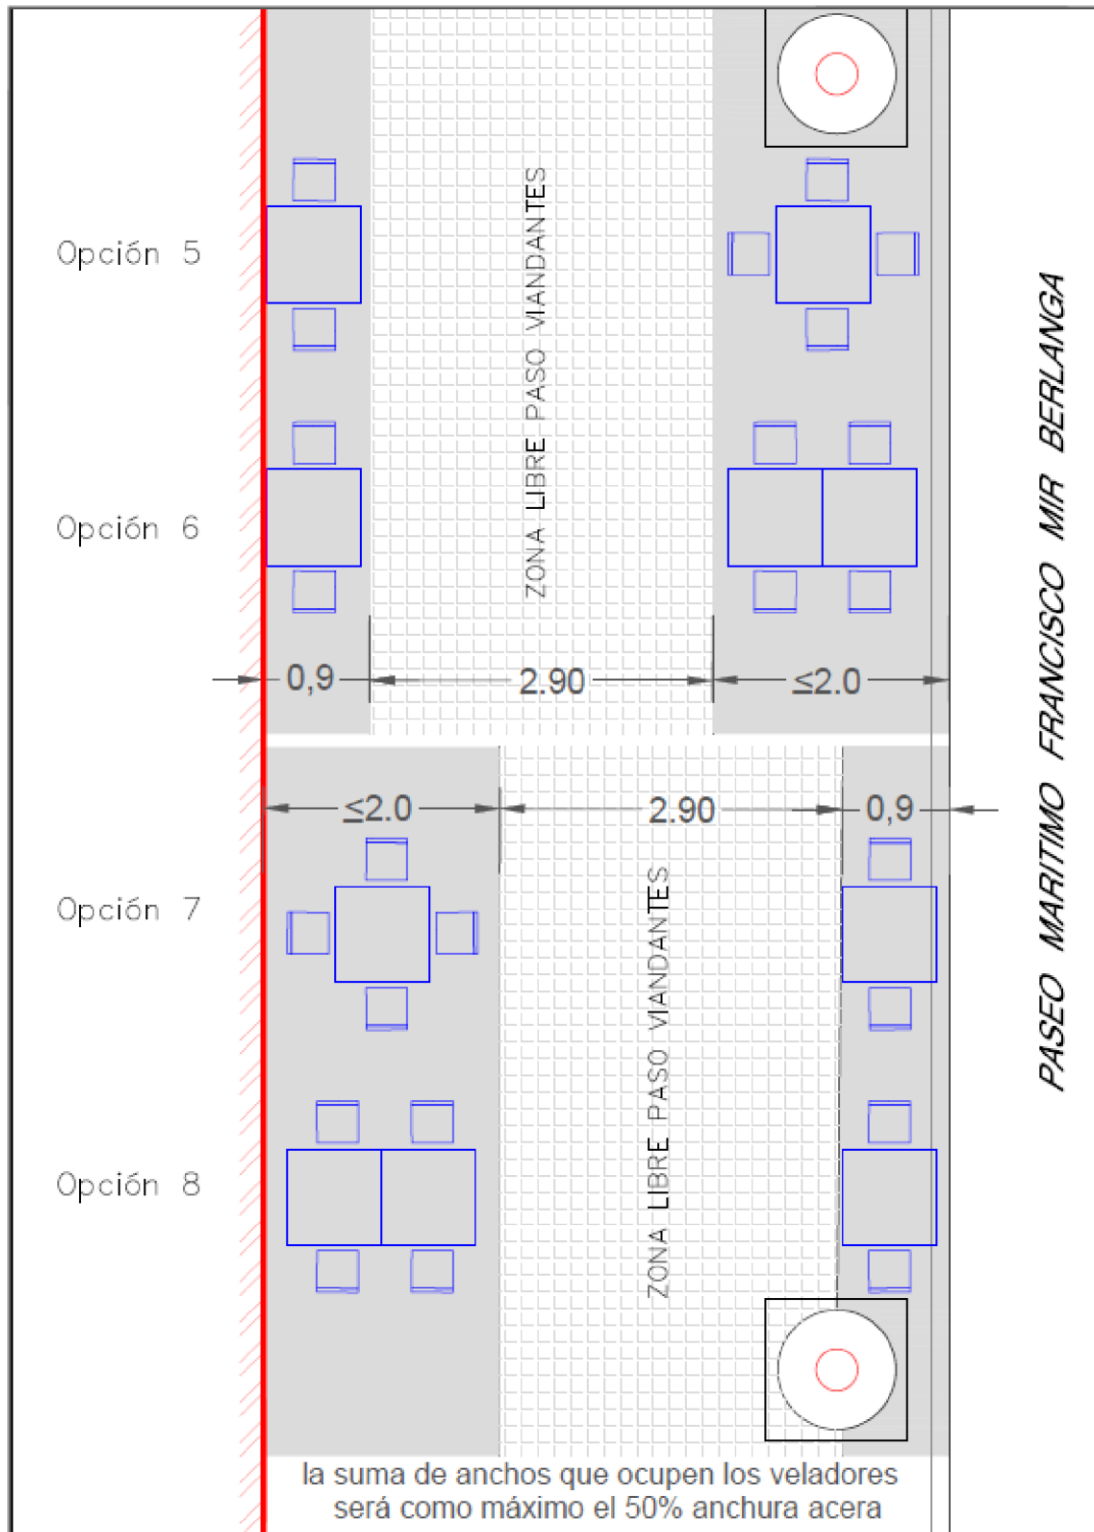 Opción 5
ZONA LIBRE PASO VIANDANTES
Opción 6
0,9
2.90
≤2.0
PASEO MARITIMO FRANCISCO MIR BERLANGA
≤2.0
2.90
0,9
Opción 7
ZONA LIBRE PASO VIANDANTES
Opción 8
la suma de anchos que ocupen los veladores
será como máximo el 50% anchura acera